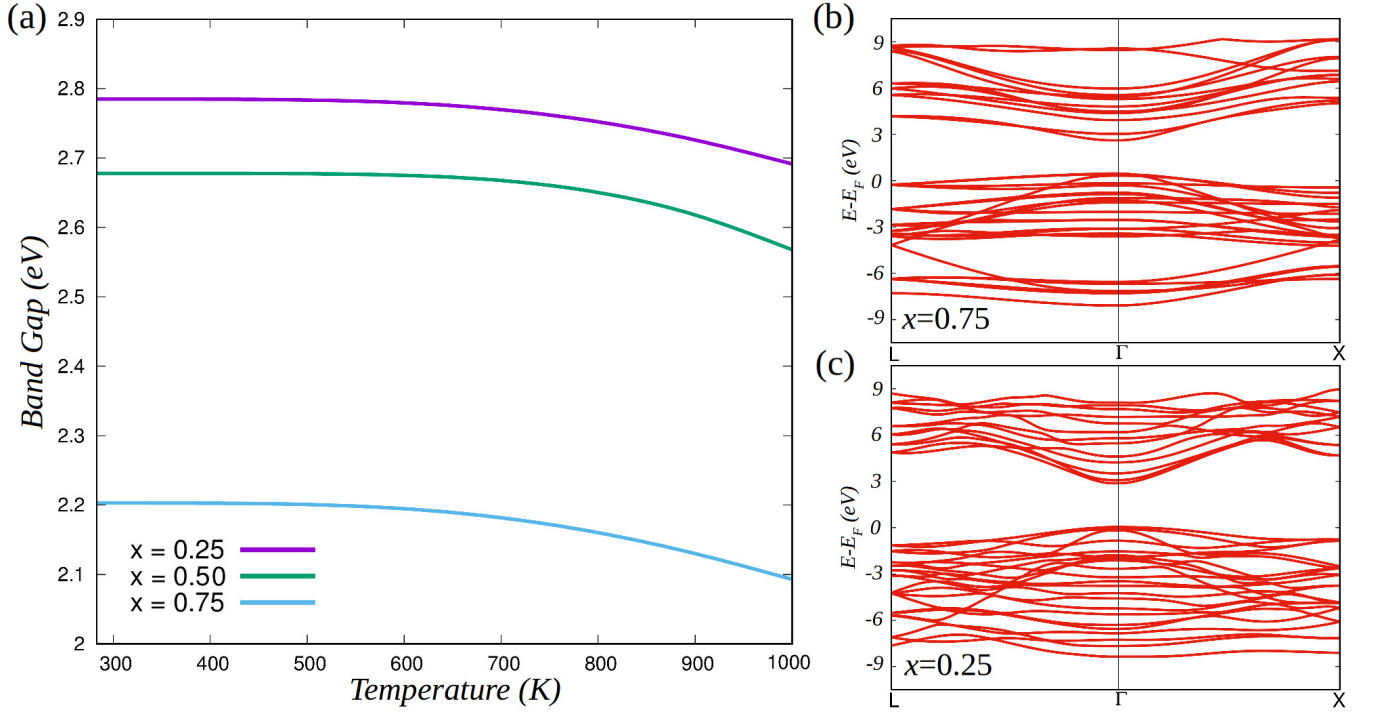 (a)
2.9
2.8
2.7
2.6
2.5
2.4
2.3
2.2
2.1
2
Band Gap (eV)
x = 0.25
x = 0.50
x = 0.75
300 400 500 600 700 800 900 1000
Temperature (K)
(b)
9
6
3
0
-3
-6
-9
E-E_F (eV)
x=0.75
L Γ X
(c)
9
6
3
0
-3
-6
-9
E-E_F (eV)
x=0.25
L Γ X